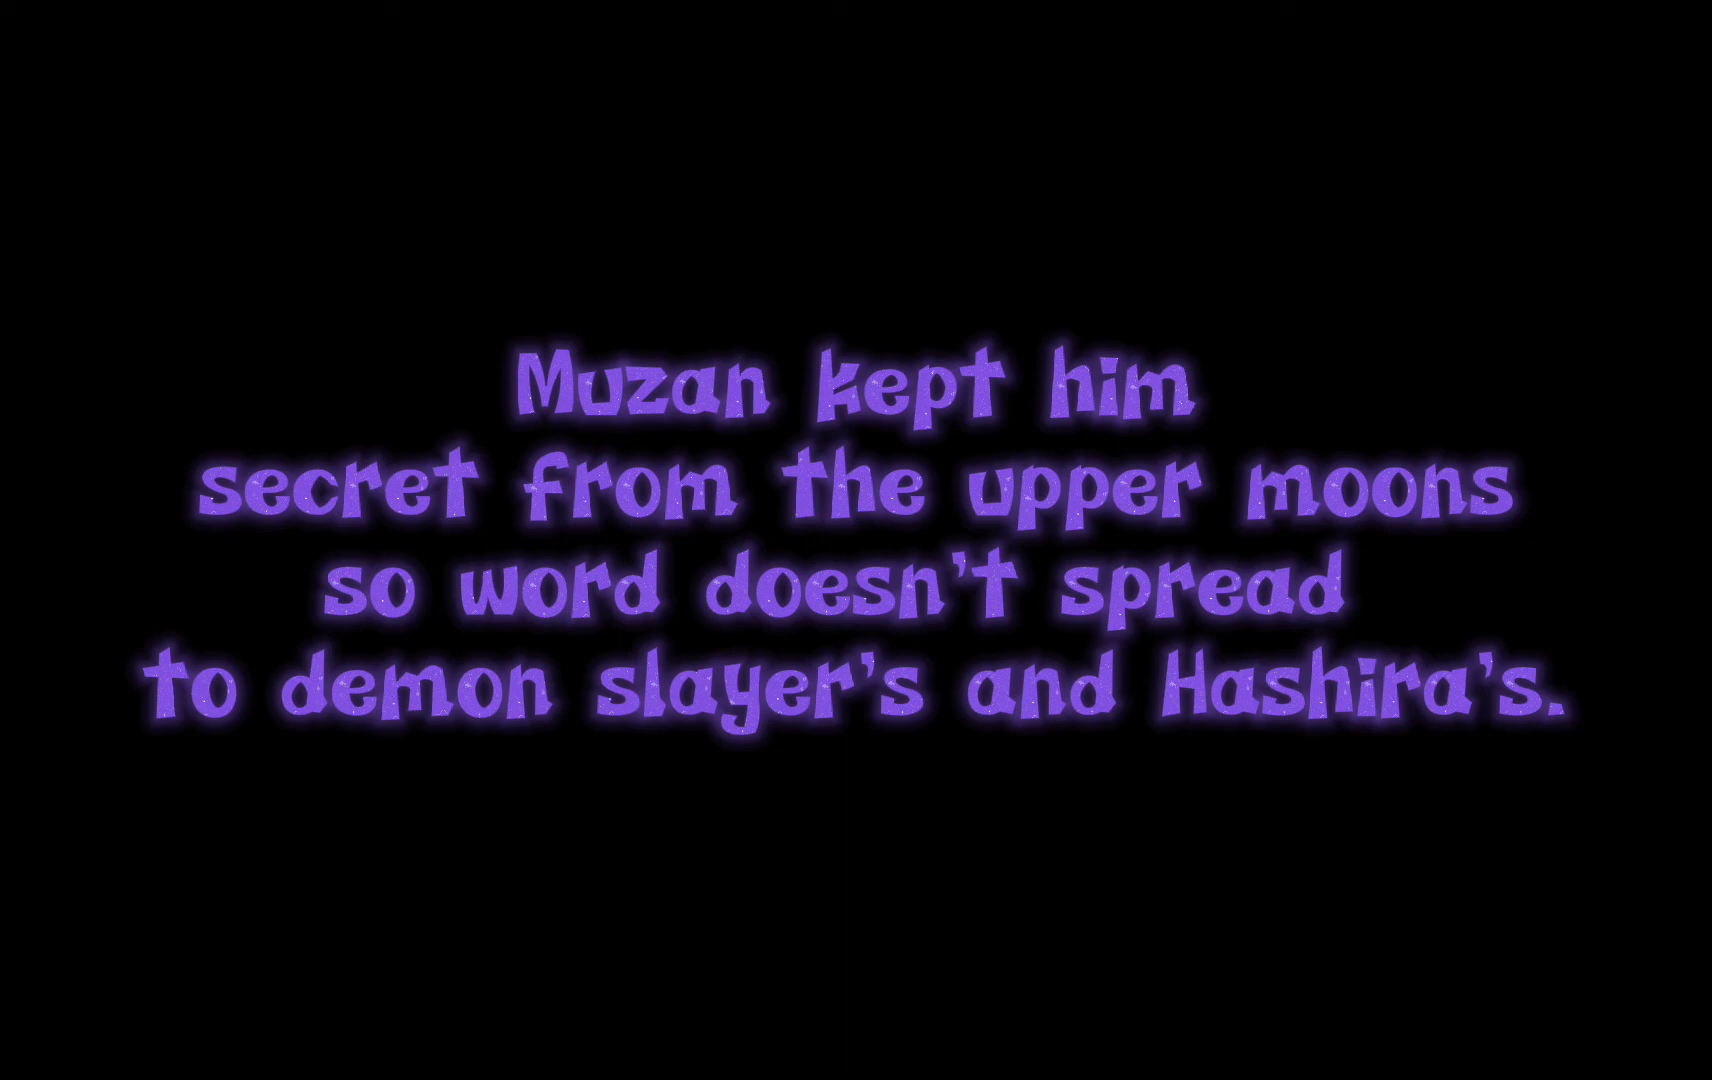 Muzan kept him
secret from the upper moons
so word doesn't spread
to demon slayer's and Hashira's.